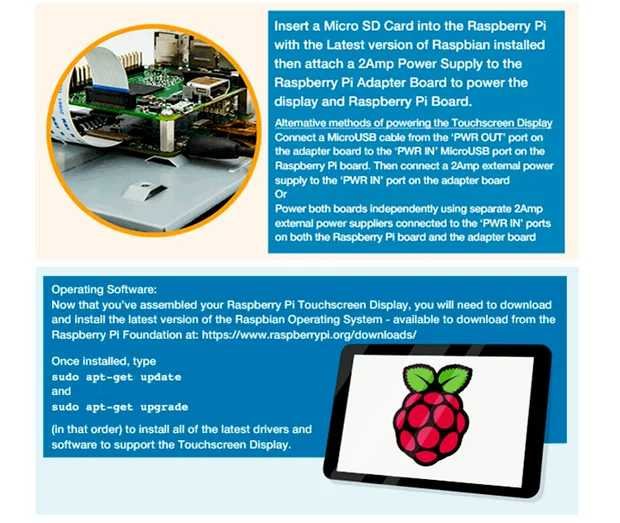 Insert a Micro SD Card into the Raspberry Pi
with the Latest version of Raspbian installed
then attach a 2Amp Power Supply to the
Raspberry Pi Adapter Board to power the
display and Raspberry Pi Board.
Alternative methods of powering the Touchscreen Display
Connect a MicroUSB cable from the 'PWR OUT' port on
the adapter board to the 'PWR IN' MicroUSB port on the
Raspberry Pi board. Then connect a 2Amp external power
supply to the 'PWR IN' port on the adapter board
Or
Power both boards independently using separate 2Amp
external power suppliers connected to the 'PWR IN' ports
on both the Raspberry Pi board and the adapter board
Operating Software:
Now that you've assembled your Raspberry Pi Touchscreen Display, you will need to download
and install the latest version of the Raspbian Operating System - available to download from the
Raspberry Pi Foundation at: https://www.raspberrypi.org/downloads/
Once installed, type
sudo apt-get update
and
sudo apt-get upgrade
(in that order) to install all of the latest drivers and
software to support the Touchscreen Display.